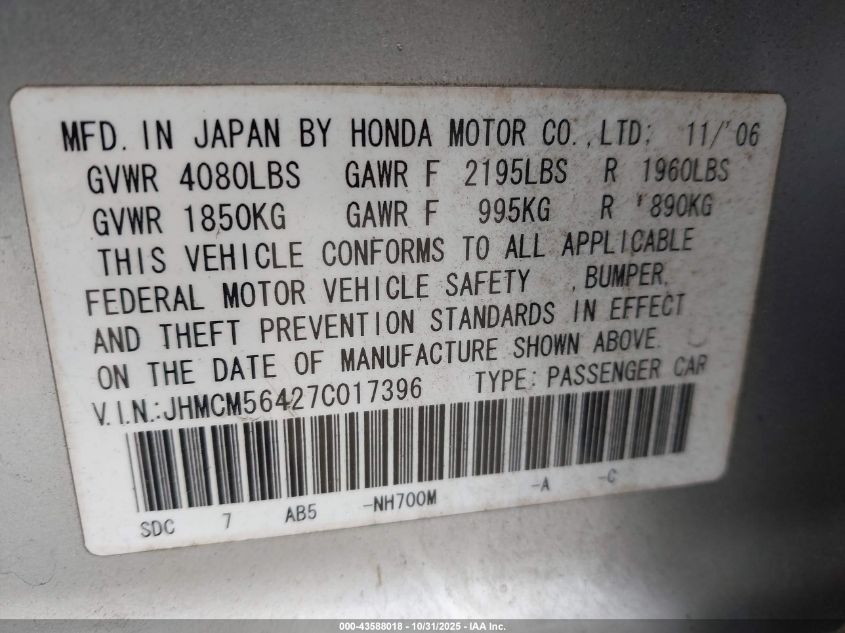 MFD. IN JAPAN BY HONDA MOTOR CO., LTD; 11/'06
GVWR 4080LBS GAWR F 2195LBS R 1960LBS
GVWR 1850KG GAWR F 995KG R 890KG
THIS VEHICLE CONFORMS TO ALL APPLICABLE
FEDERAL MOTOR VEHICLE SAFETY , BUMPER,
AND THEFT PREVENTION STANDARDS IN EFFECT
ON THE DATE OF MANUFACTURE SHOWN ABOVE.
V.I.N.:JHMCM56427C017396 TYPE: PASSENGER CAR
SDC 7 AB5 -NH700M -A -C
000-43588018 - 10/31/2025 - IAA Inc.